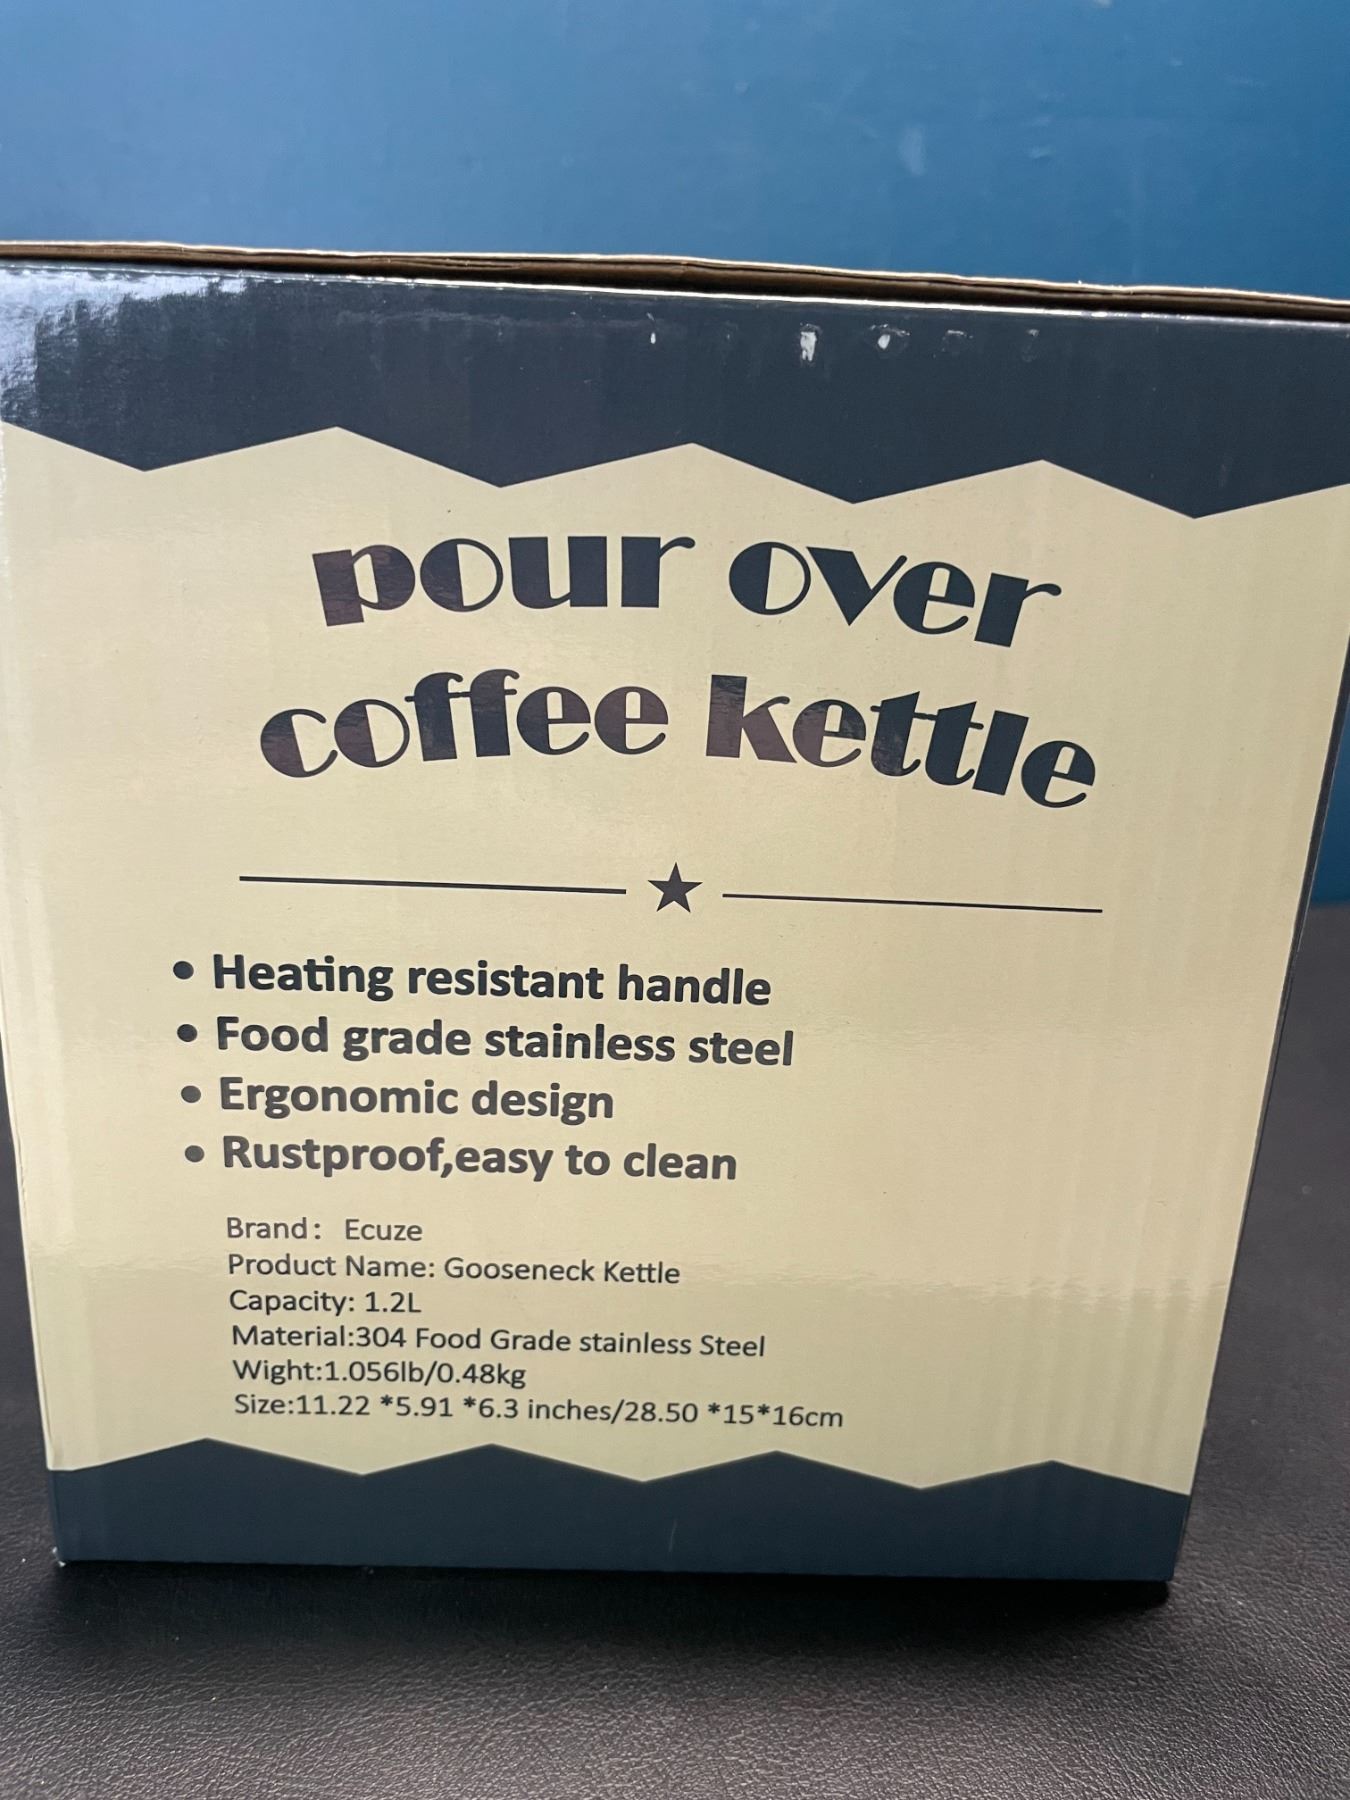 pour over
coffee kettle
• Heating resistant handle
• Food grade stainless steel
• Ergonomic design
• Rustproof,easy to clean
Brand: Ecuze
Product Name: Gooseneck Kettle
Capacity: 1.2L
Material:304 Food Grade stainless Steel
Wight:1.056lb/0.48kg
Size:11.22 *5.91 *6.3 inches/28.50 *15*16cm